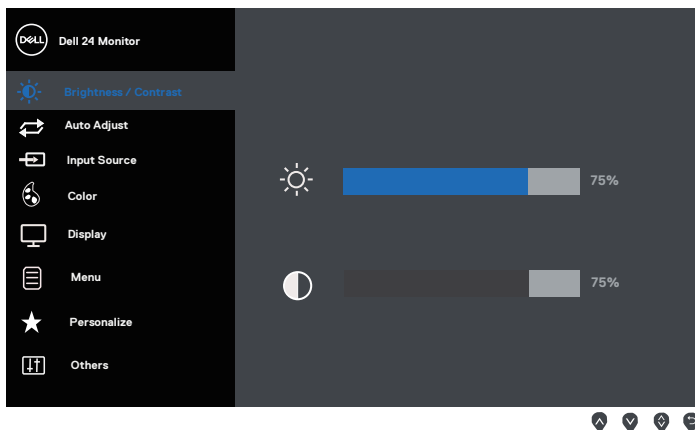 DELL
Dell 24 Monitor
Brightness / Contrast
Auto Adjust
Input Source
Color
Display
Menu
Personalize
Others
75%
75%